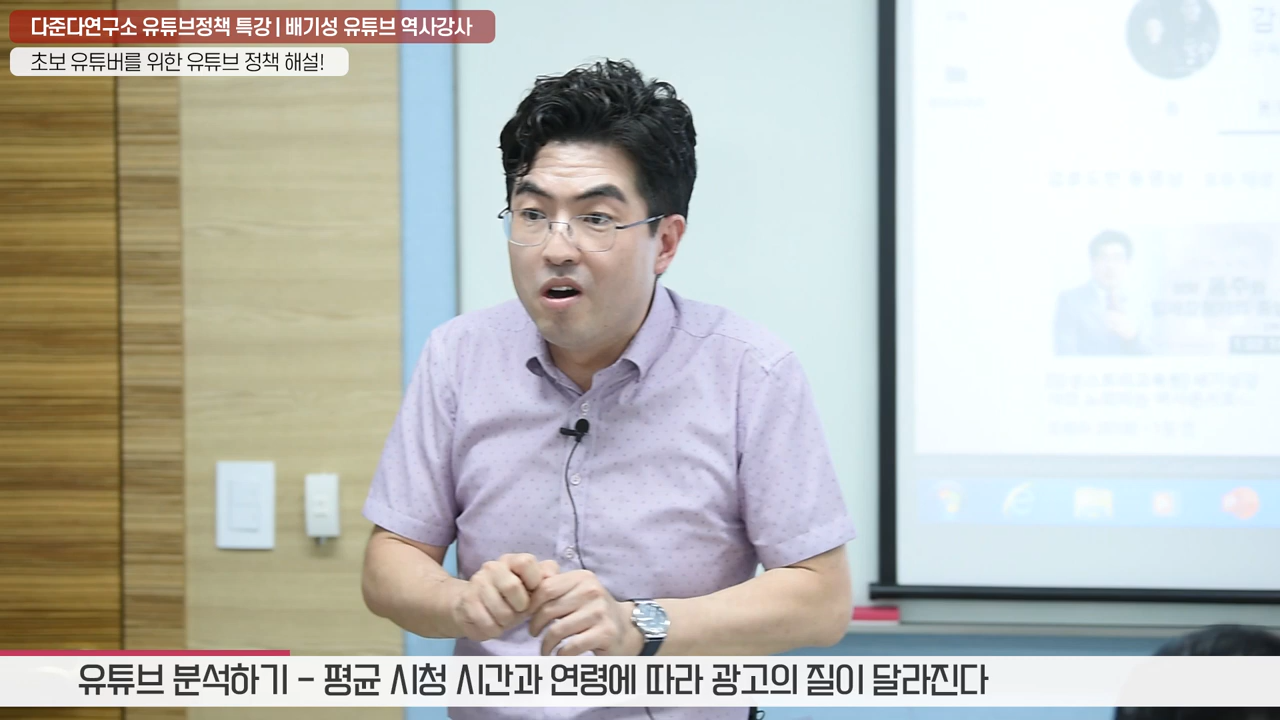 다준다연구소 유튜브정책 특강 | 배기성 유튜브 역사강사
초보 유튜버를 위한 유튜브 정책 해설!
유튜브 분석하기 - 평균 시청 시간과 연령에 따라 광고의 질이 달라진다